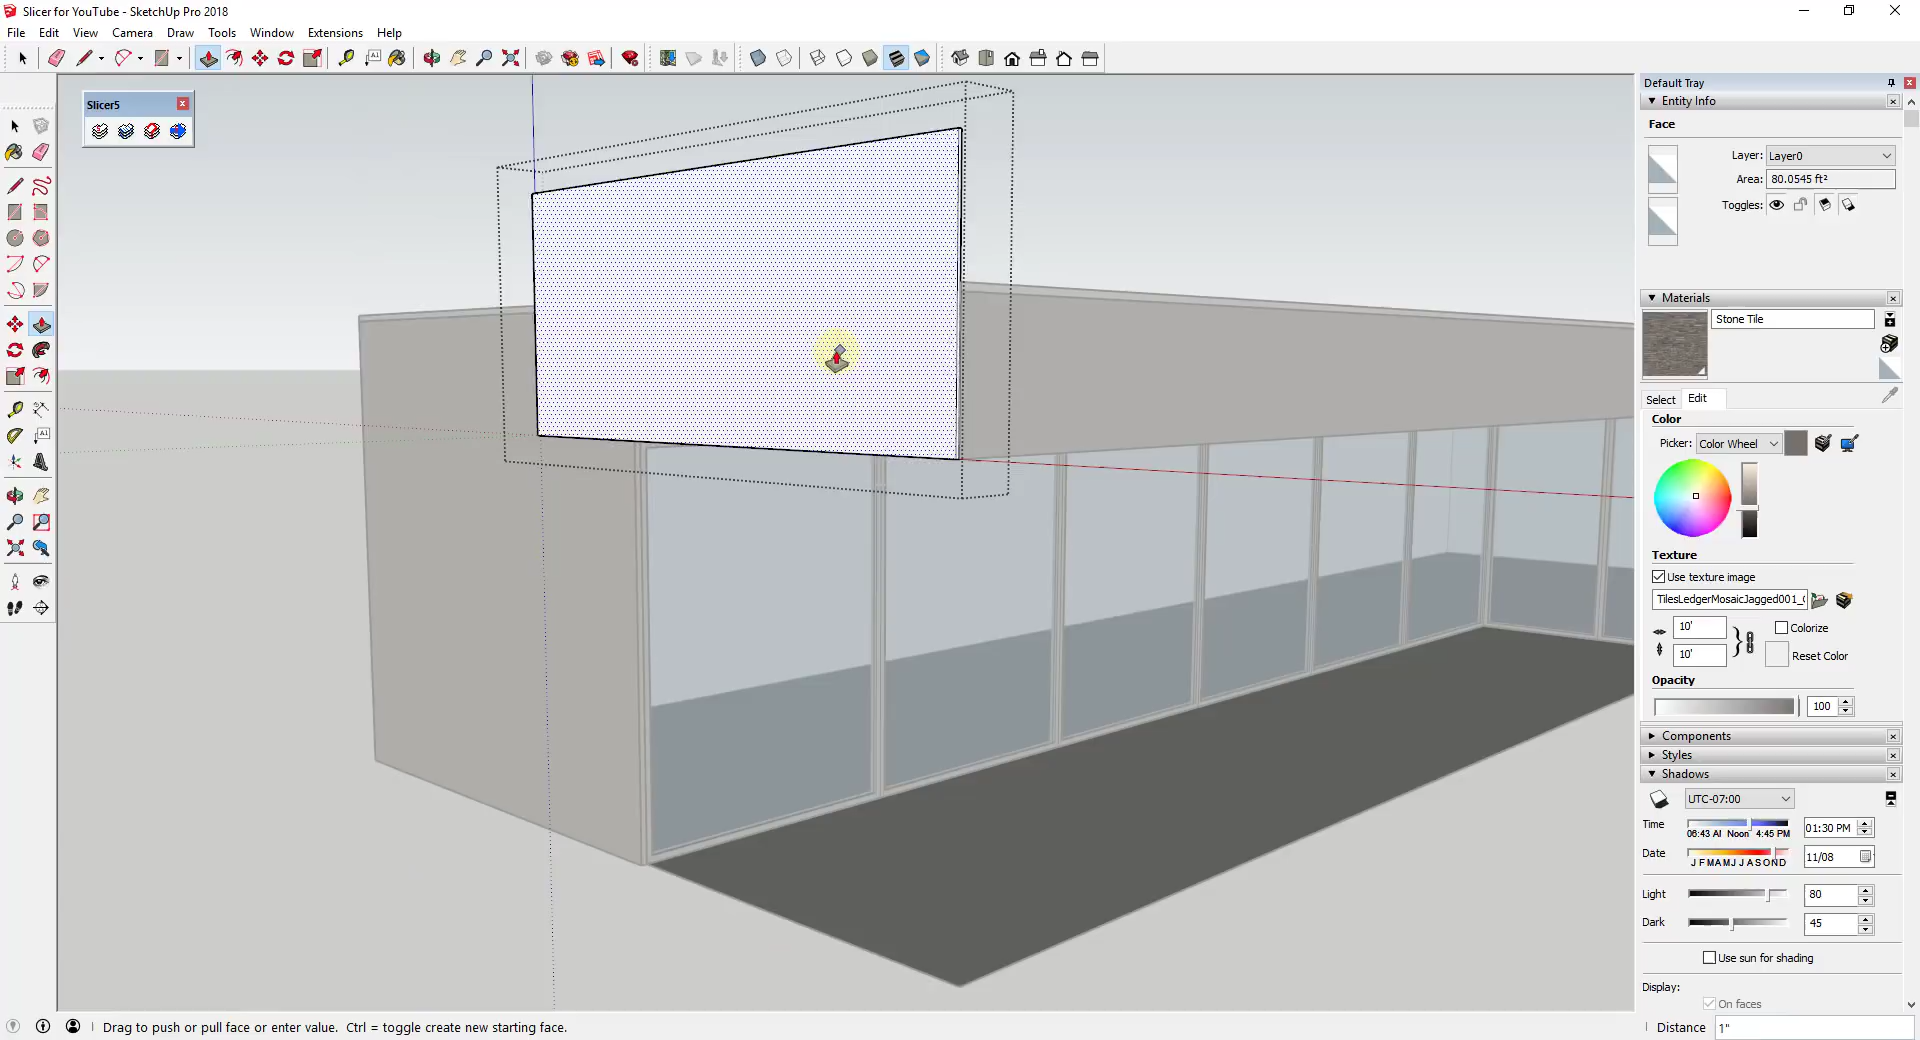 Slicer for YouTube - SketchUp Pro 2018
File Edit View Camera Draw Tools Window Extensions Help
Slicer5
Default Tray
Entity Info
Face
Layer: Layer0
Area: 80.0545 ft²
Toggles:
Materials
Stone Tile
Select Edit
Color
Picker: Color Wheel
Texture
Use texture image
TilesLedgerMosaicJagged001_
10' Colorize
10' Reset Color
Opacity
100
Components
Styles
Shadows
UTC-07:00
Time 06:43 AI Noon 4:45 PM 01:30 PM
Date J F M A M J J A S O N D 11/08
Light 80
Dark 45
Use sun for shading
Display:
On faces
Drag to push or pull face or enter value. Ctrl = toggle create new starting face.
Distance 1"